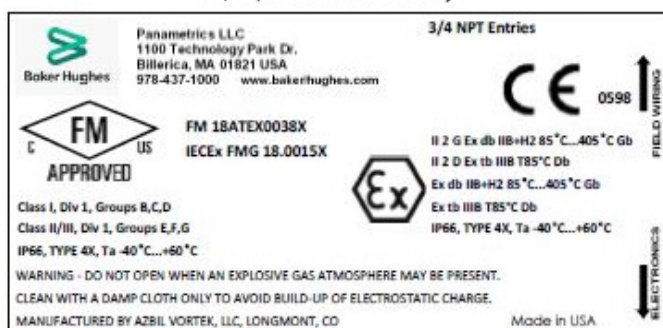 Baker Hughes
Panametrics LLC
1100 Technology Park Dr.
Billerica, MA 01821 USA
978-437-1000 www.bakerhughes.com
3/4 NPT Entries
CE 0598
FIELD WIRING
C FM US
APPROVED
FM 18ATEX0038X
IECEx FMG 18.0015X
Ex
II 2 G Ex db IIB+H2 85°C...405°C Gb
II 2 D Ex tb IIIB T85°C Db
Ex db IIB+H2 85°C...405°C Gb
Ex tb IIIB T85°C Db
IP66, TYPE 4X, Ta -40°C...+60°C
Class I, Div 1, Groups B,C,D
Class II/III, Div 1, Groups E,F,G
IP66, TYPE 4X, Ta -40°C...+60°C
ELECTRONICS
WARNING - DO NOT OPEN WHEN AN EXPLOSIVE GAS ATMOSPHERE MAY BE PRESENT.
CLEAN WITH A DAMP CLOTH ONLY TO AVOID BUILD-UP OF ELECTROSTATIC CHARGE.
MANUFACTURED BY AZBIL VORTEK, LLC, LONGMONT, CO
Made in USA